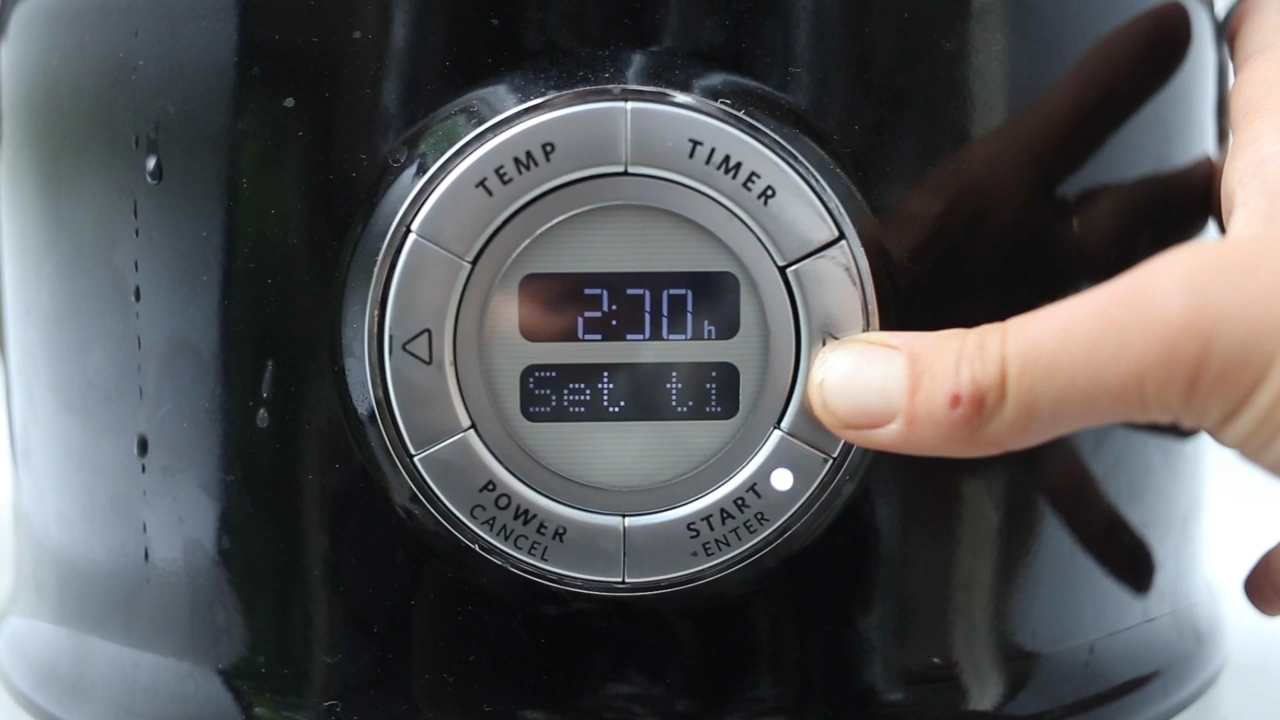 TEMP
TIMER
2:30h
Set ti
POWER
CANCEL
START
ENTER